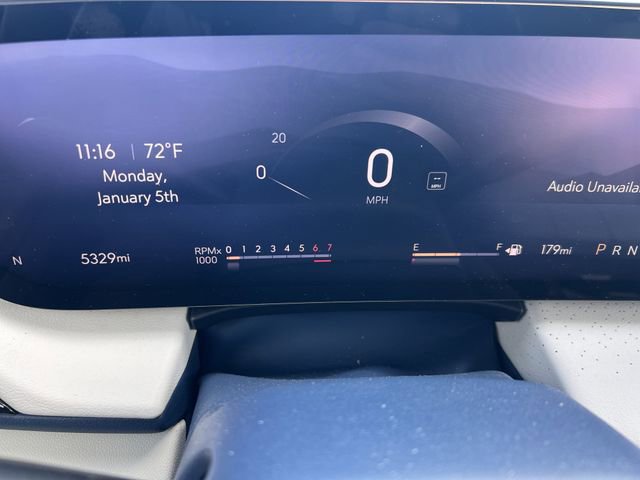 20
11:16 | 72°F
0
0
Monday,
January 5th
--
MPH
MPH
Audio Unavaila
N
5329mi
RPMx
1000
0 1 2 3 4 5 6 7
E F
179mi
P R N